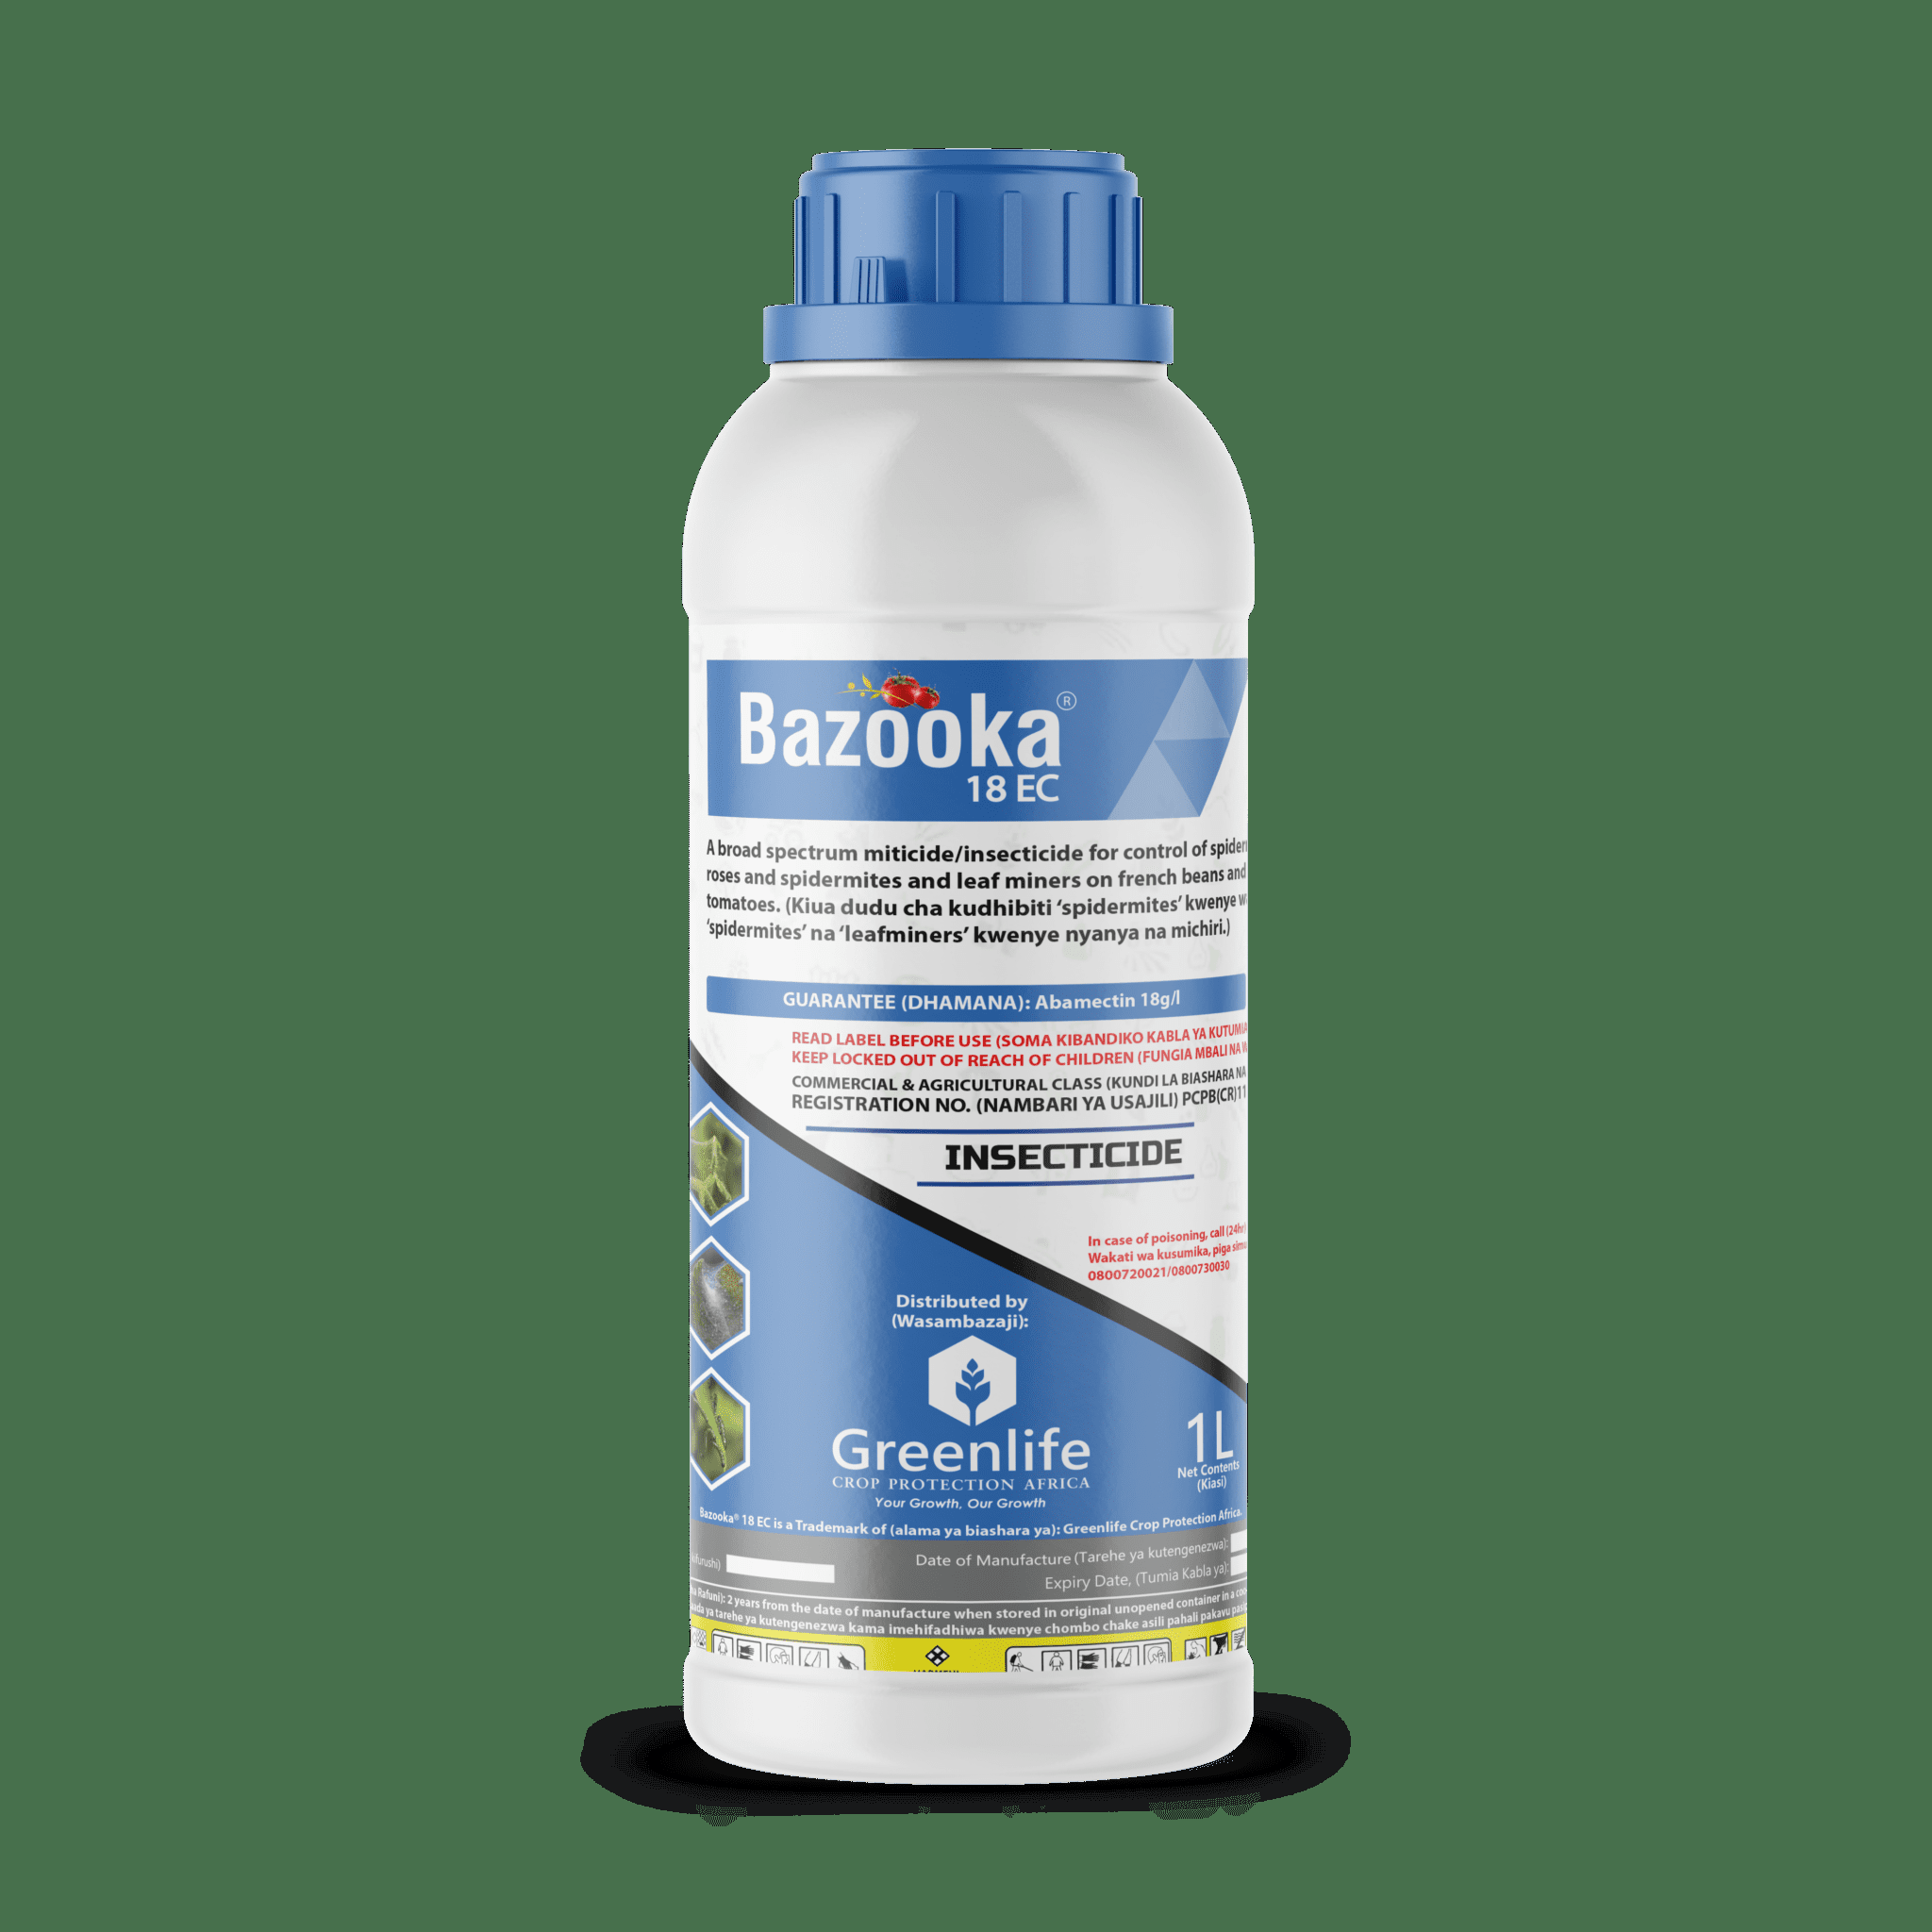 Bazooka®
18 EC
A broad spectrum miticide/insecticide for control of
roses and spidermites and leaf miners on french beans and
tomatoes. (Kiua dudu cha kudhibiti ‘spidermites’ kwenye
‘spidermites’ na ‘leafminers’ kwenye nyanya na michiri.)
GUARANTEE (DHAMANA): Abamectin 18g/l
READ LABEL BEFORE USE (SOMA KIBANDIKO KABLA YA KUTUMIA
KEEP LOCKED OUT OF REACH OF CHILDREN (FUNGIA MBALI NA
COMMERCIAL & AGRICULTURAL CLASS (KUNDI LA BIASHARA NA
REGISTRATION NO. (NAMBARI YA USAJILI) PCPB(CR)11
INSECTICIDE
In case of poisoning, call (24hr
Wakati wa kusumika, piga
0800720021/0800730030
Distributed by
(Wasambazaji):
Greenlife
CROP PROTECTION AFRICA
Your Growth, Our Growth
1L
Net Contents
(Kiasi)
Bazooka® 18 EC is a Trademark of (alama ya biashara ya): Greenlife Crop Protection Africa.
Date of Manufacture (Tarehe ya kutengenezwa):
Expiry Date, (Tumia Kabla ya):
Rafuni): 2 years from the date of manufacture when stored in original unopened container in a
ya tarehe ya kutengenezwa kama imehifadhiwa kwenye chombo chake asili pahali pakavu